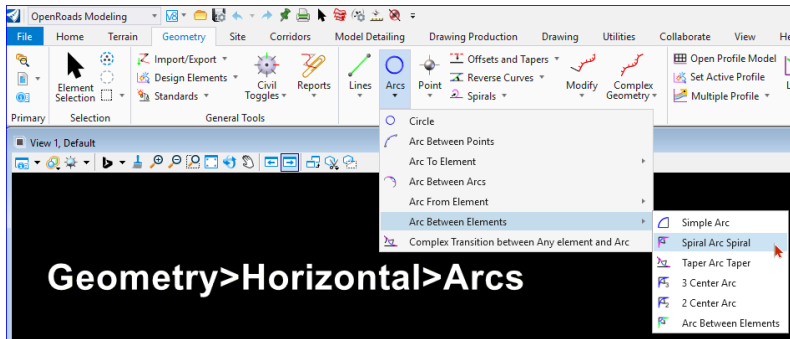 OpenRoads Modeling
File Home Terrain Geometry Site Corridors Model Detailing Drawing Production Drawing Utilities Collaborate View He
Import/Export
Design Elements
Standards
Element
Selection
Civil
Toggles
Reports
Lines
Arcs
Point
Offsets and Tapers
Reverse Curves
Spirals
Modify
Complex
Geometry
Open Profile Model
Set Active Profile
Multiple Profile
L
Primary Selection General Tools
View 1, Default
Circle
Arc Between Points
Arc To Element
Arc Between Arcs
Arc From Element
Arc Between Elements
Complex Transition between Any element and Arc
Simple Arc
Spiral Arc Spiral
Taper Arc Taper
3 Center Arc
2 Center Arc
Arc Between Elements
Geometry>Horizontal>Arcs